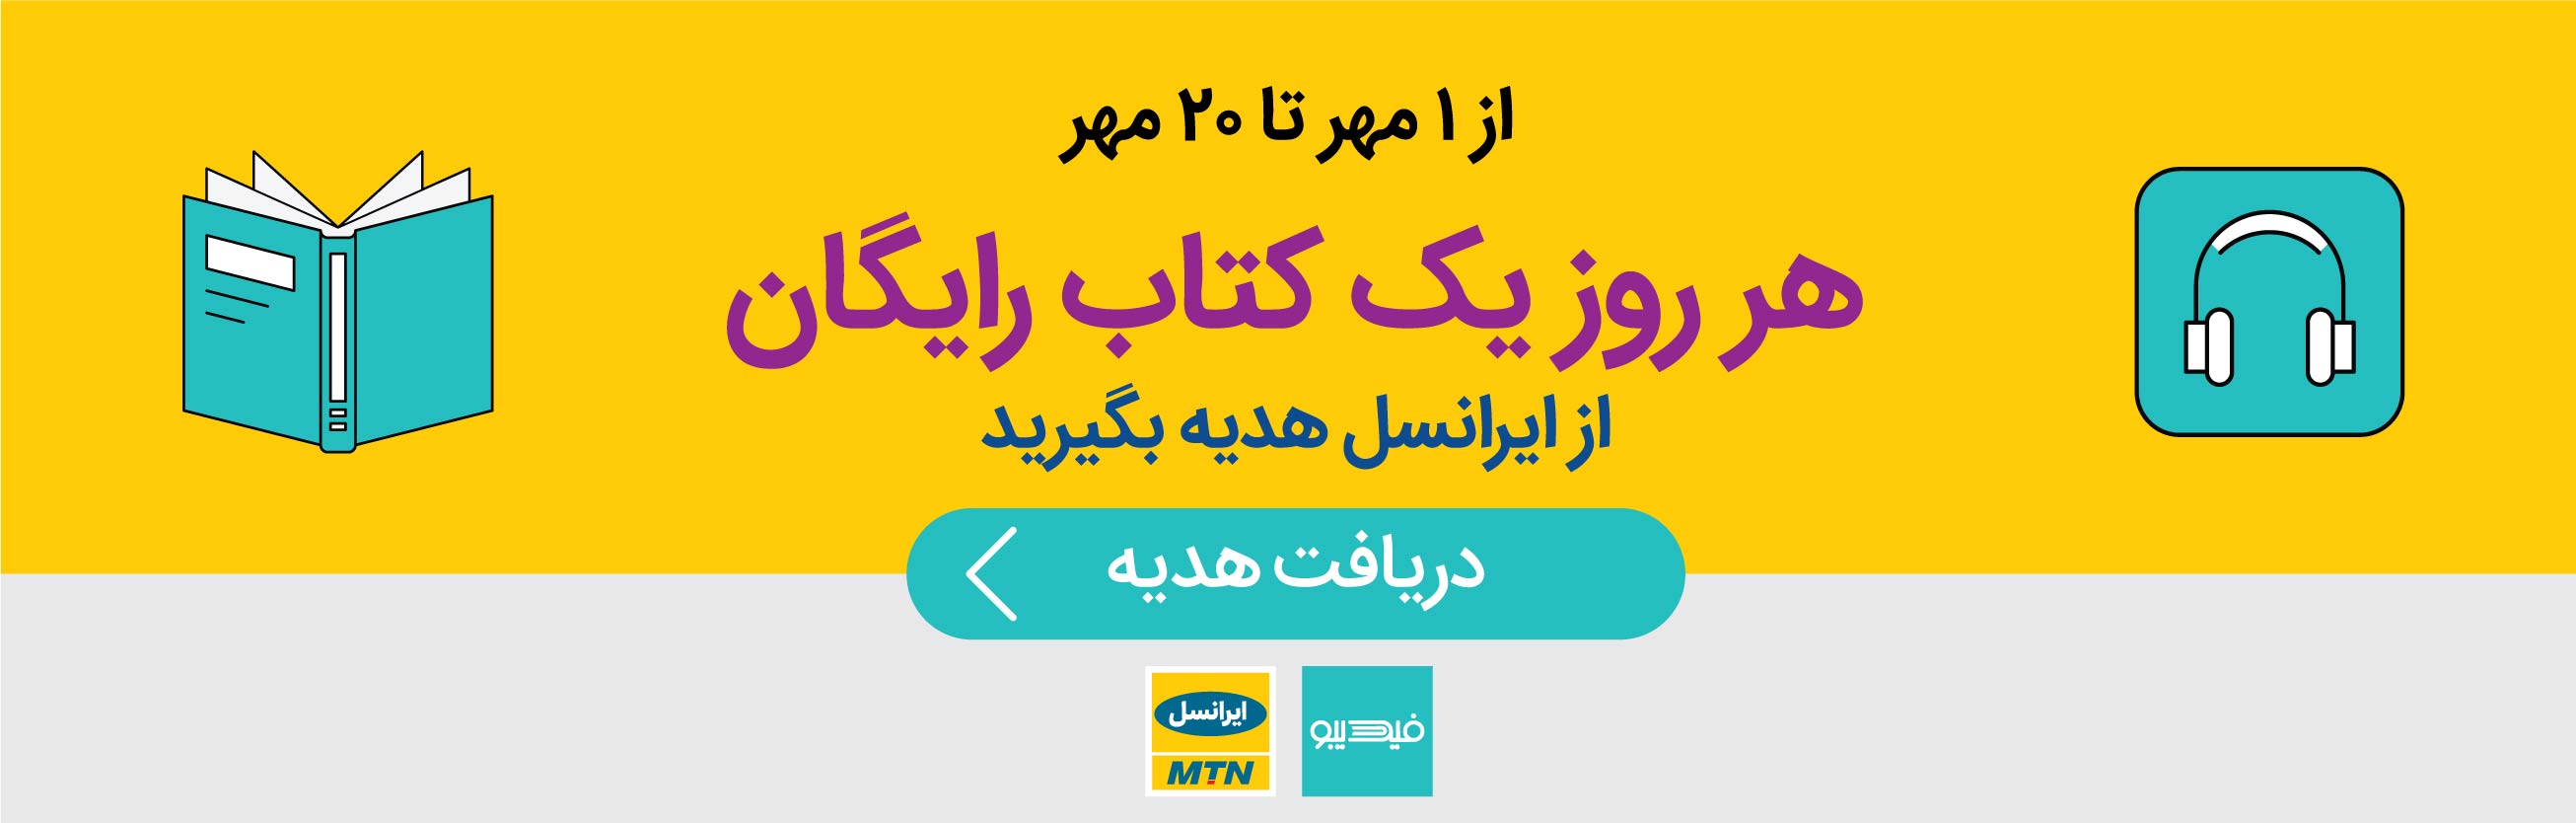 از ۱ مهر تا ۲۰ مهر
هر روز یک کتاب رایگان
از ایرانسل هدیه بگیرید
دریافت هدیه
فیدیبو
ایرانسل
MTN